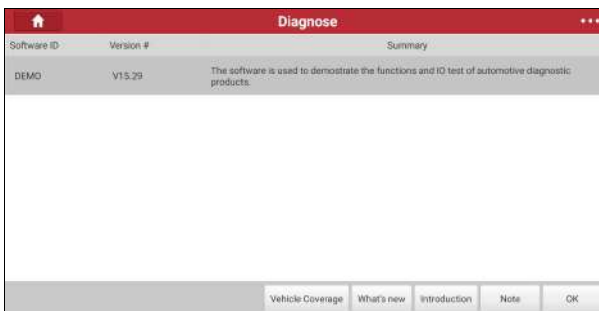 Diagnose
Software ID Version # Summary
DEMO V15.29 The software is used to demostrate the functions and IO test of automotive diagnostic
products.
Vehicle Coverage What's new Introduction Note OK